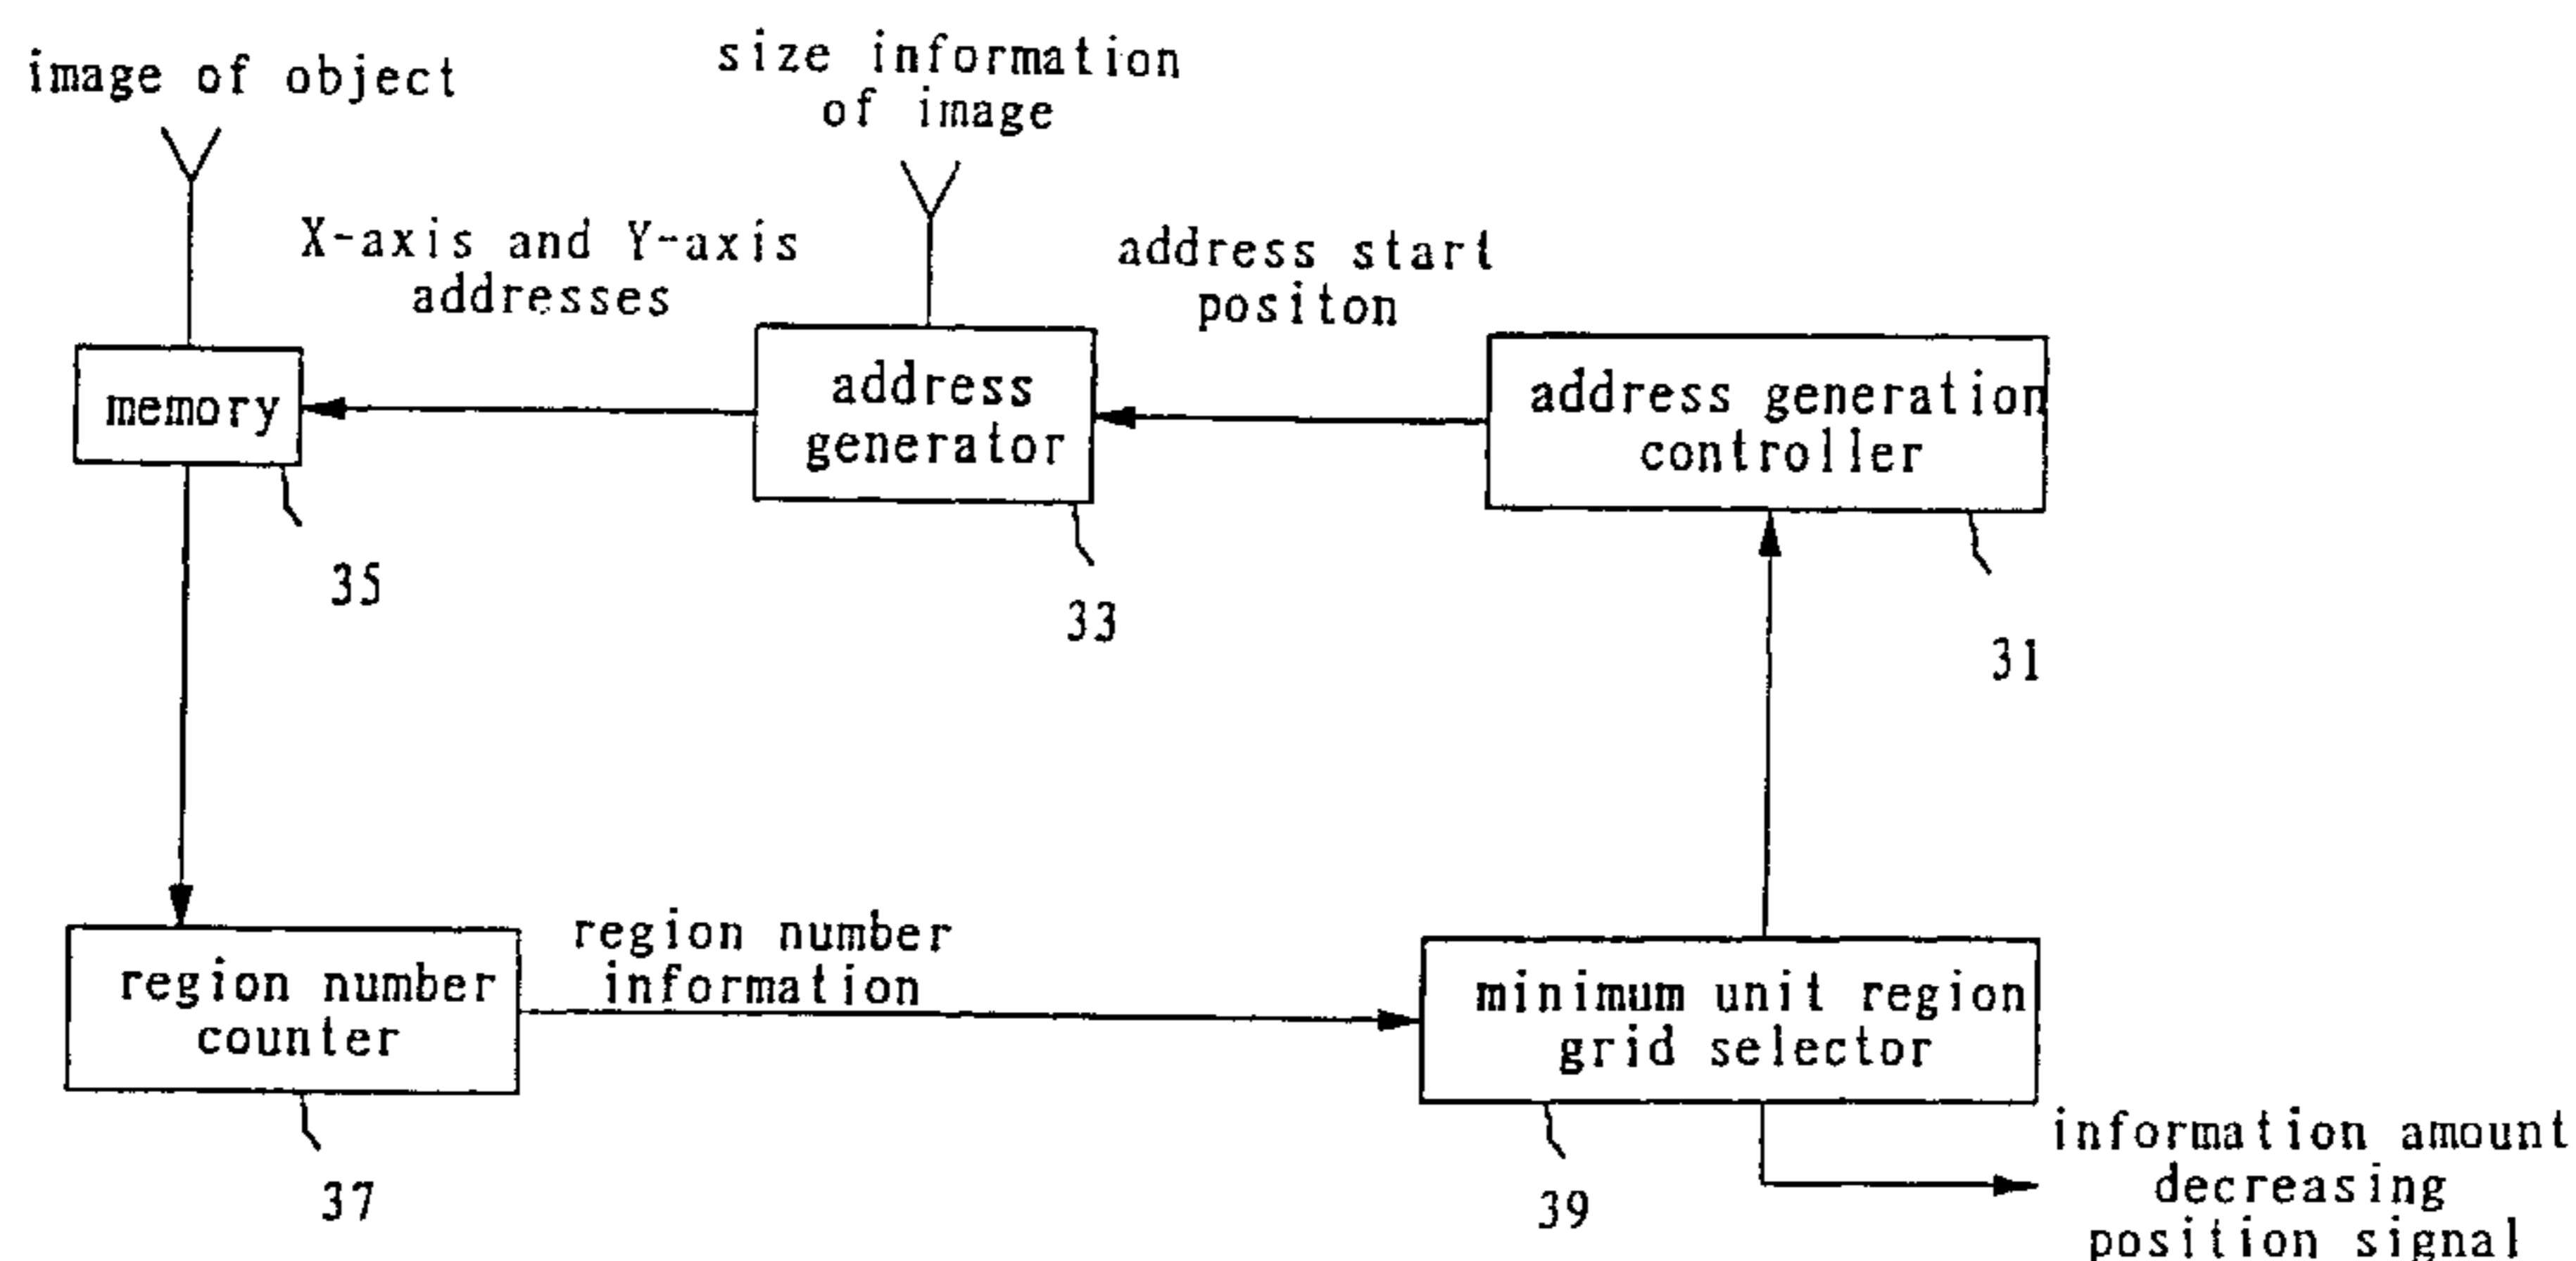 image of object
size information
of image
X-axis and Y-axis
addresses
address start
positon
memory
address
generator
address generation
controller
35
33
31
region number
counter
region number
information
minimum unit region
grid selector
37
39
information amount
decreasing
position signal